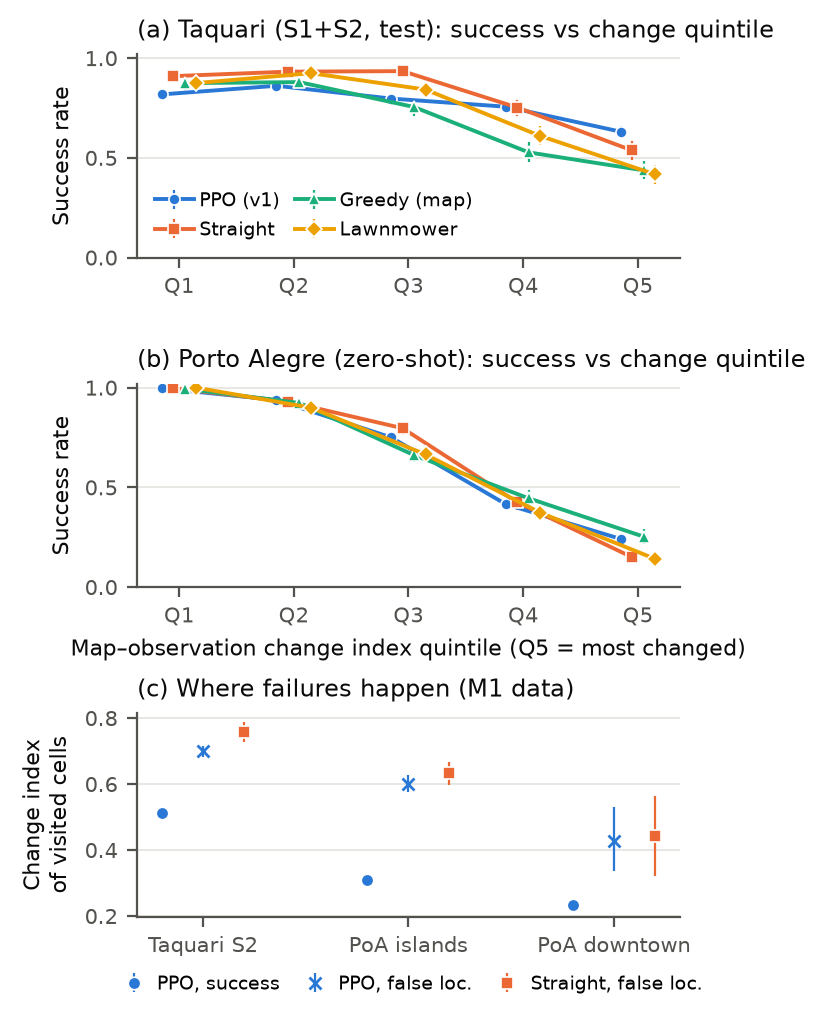 (a) Taquari (S1+S2, test): success vs change quintile
1.0
0.5
0.0
Success rate
PPO (v1)
Greedy (map)
Straight
Lawnmower
Q1
Q2
Q3
Q4
Q5
(b) Porto Alegre (zero-shot): success vs change quintile
1.0
0.5
0.0
Success rate
Q1
Q2
Q3
Q4
Q5
Map–observation change index quintile (Q5 = most changed)
(c) Where failures happen (M1 data)
0.8
0.6
0.4
0.2
Change index
of visited cells
Taquari S2
PoA islands
PoA downtown
PPO, success
PPO, false loc.
Straight, false loc.